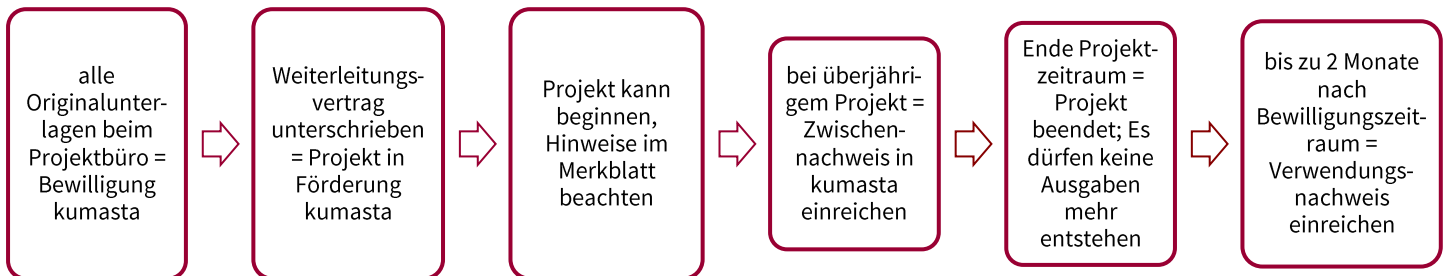 alle
Originalunter-
lagen beim
Projektbüro =
Bewilligung
kumasta
Weiterleitungs-
vertrag
unterschrieben
= Projekt in
Förderung
kumasta
Projekt kann
beginnen,
Hinweise im
Merkblatt
beachten
bei überjähri-
gem Projekt =
Zwischen-
nachweis in
kumasta
einreichen
Ende Projekt-
zeitraum =
Projekt
beendet; Es
dürfen keine
Ausgaben
mehr
entstehen
bis zu 2 Monate
nach
Bewilligungszeit-
raum =
Verwendungs-
nachweis
einreichen